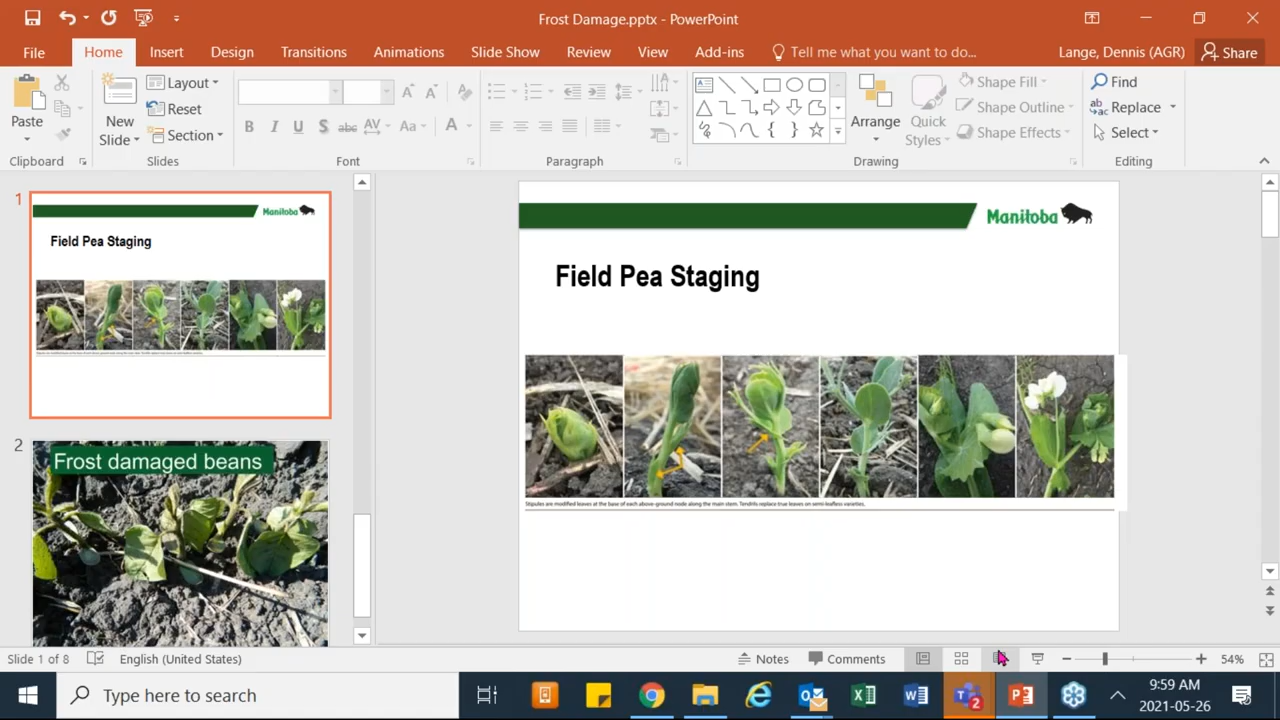 Frost Damage.pptx - PowerPoint
File Home Insert Design Transitions Animations Slide Show Review View Add-ins Tell me what you want to do... Lange, Dennis (AGR) Share
Paste
Clipboard
New
Slide
Layout
Reset
Section
Slides
B I U S abc AV Aa A
Font
Paragraph
Arrange
Quick
Styles
Shape Fill
Shape Outline
Shape Effects
Drawing
Find
Replace
Select
Editing
1
Manitoba
Field Pea Staging
2
Frost damaged beans
Manitoba
Field Pea Staging
Stipules are modified leaves at the base of each above-ground node along the main stem. Tendrils replace true leaves on semi-leafless varieties.
Slide 1 of 8 English (United States) Notes Comments 54%
Type here to search
2
9:59 AM
2021-05-26